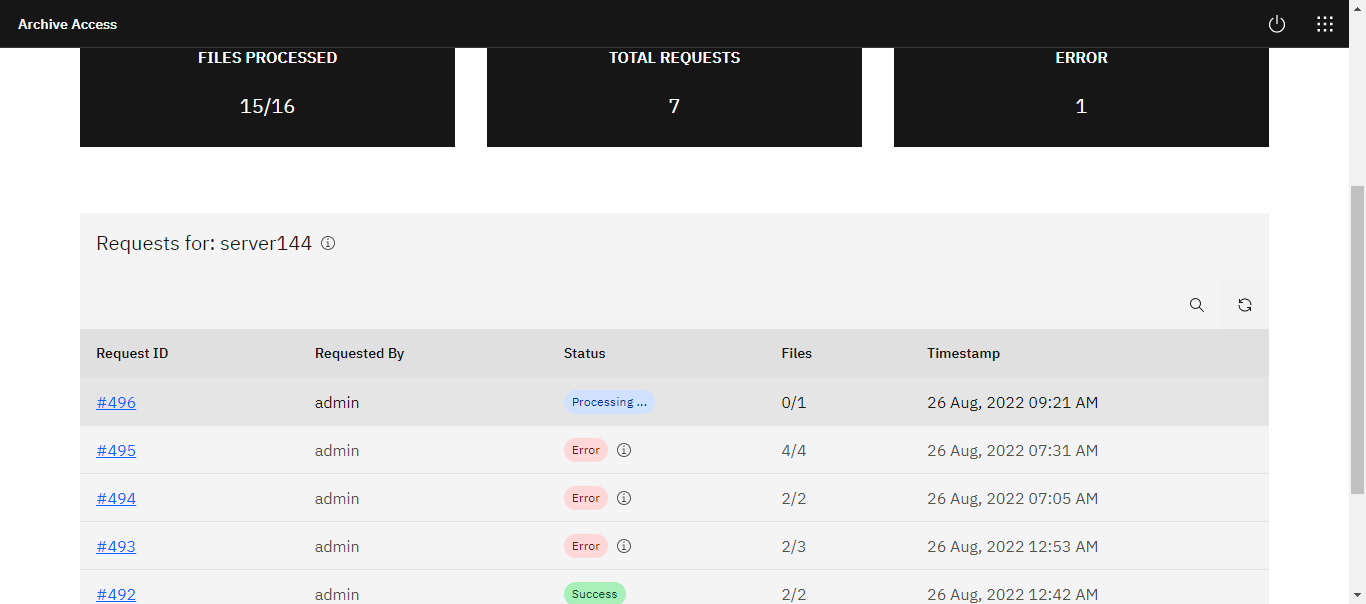 Archive Access
FILES PROCESSED
15/16
TOTAL REQUESTS
7
ERROR
1
Requests for: server144
Request ID Requested By Status Files Timestamp
#496 admin Processing ... 0/1 26 Aug, 2022 09:21 AM
#495 admin Error 4/4 26 Aug, 2022 07:31 AM
#494 admin Error 2/2 26 Aug, 2022 07:05 AM
#493 admin Error 2/3 26 Aug, 2022 12:53 AM
#492 admin Success 2/2 26 Aug, 2022 12:42 AM